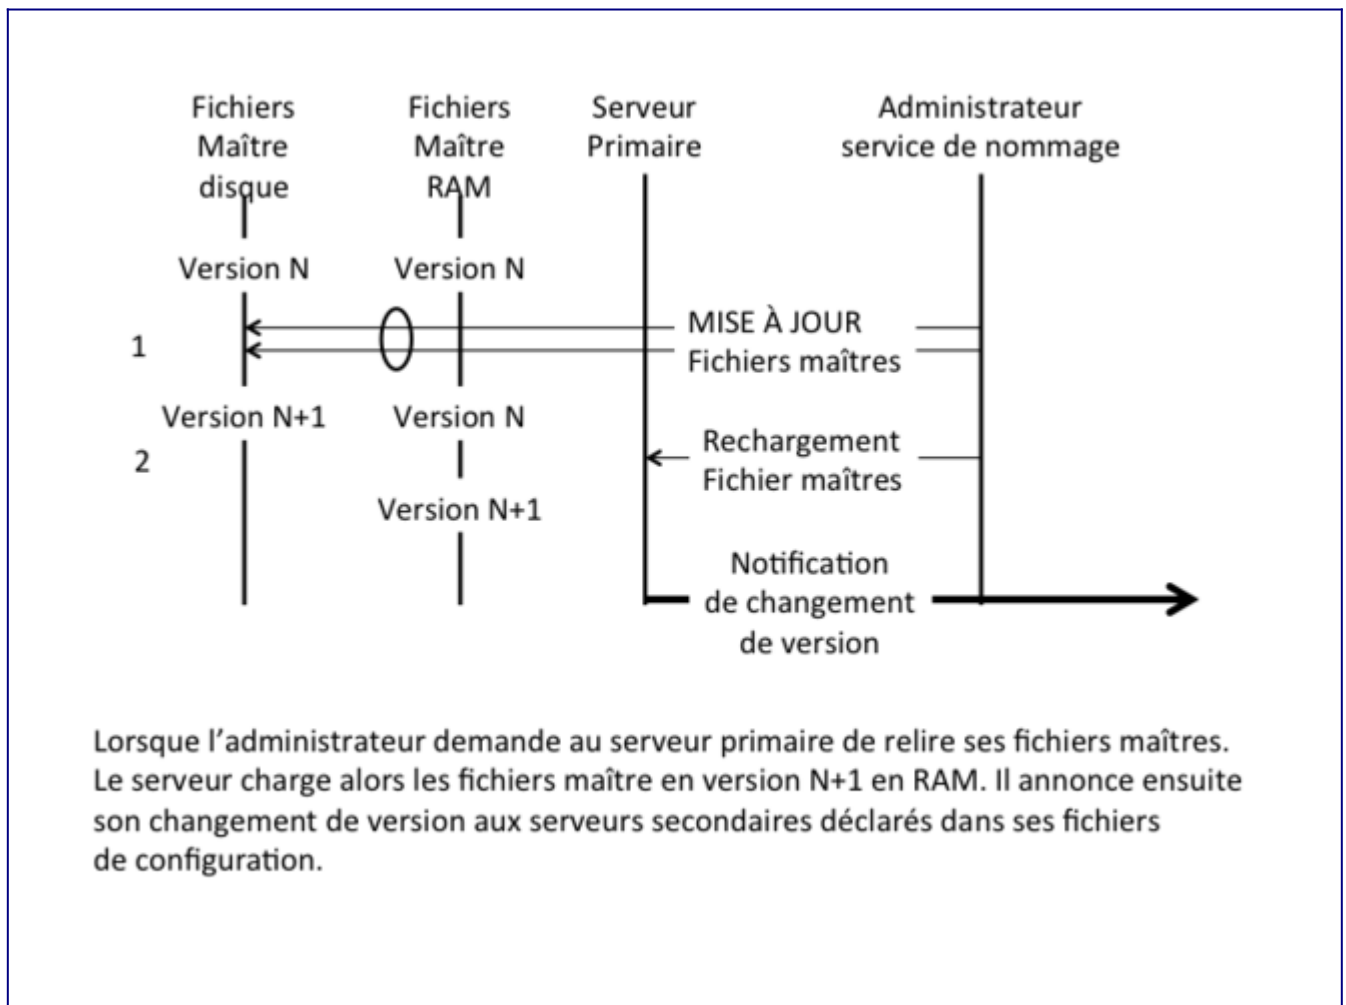 Fichiers
Maître
disque
Fichiers
Maître
RAM
Serveur
Primaire
Administrateur
service de nommage
Version N
Version N
1
MISE À JOUR
Fichiers maîtres
Version N+1
Version N
2
Rechargement
Fichier maîtres
Version N+1
Notification
de changement
de version
Lorsque l’administrateur demande au serveur primaire de relire ses fichiers maîtres.
Le serveur charge alors les fichiers maître en version N+1 en RAM. Il annonce ensuite
son changement de version aux serveurs secondaires déclarés dans ses fichiers
de configuration.